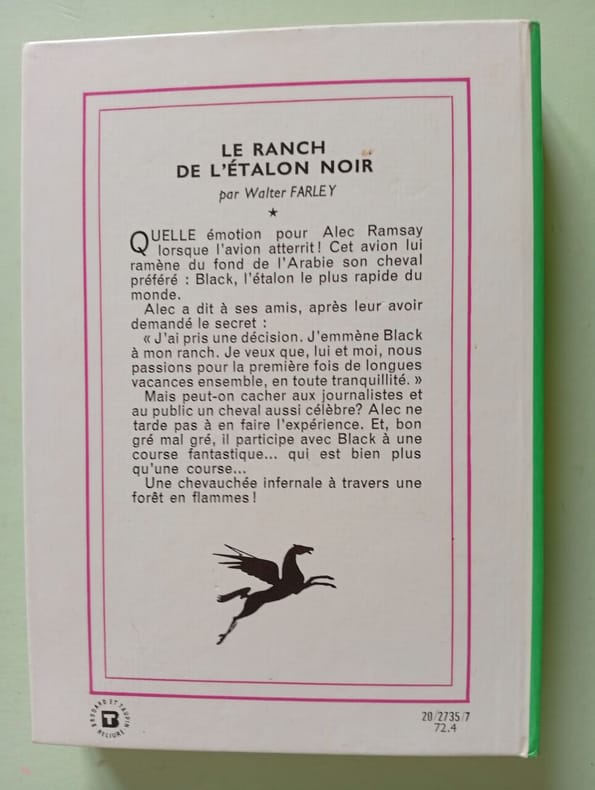 LE RANCH
DE L'ÉTALON NOIR
par Walter FARLEY
★
QUELLE émotion pour Alec Ramsay
lorsque l'avion atterrit! Cet avion lui
ramène du fond de l'Arabie son cheval
préféré : Black, l'étalon le plus rapide du
monde.
Alec a dit à ses amis, après leur avoir
demandé le secret :
« J'ai pris une décision. J'emmène Black
à mon ranch. Je veux que, lui et moi, nous
passions pour la première fois de longues
vacances ensemble, en toute tranquillité. »
Mais peut-on cacher aux journalistes et
au public un cheval aussi célèbre? Alec ne
tarde pas à en faire l'expérience. Et, bon
gré mal gré, il participe avec Black à une
course fantastique... qui est bien plus
qu'une course...
Une chevauchée infernale à travers une
forêt en flammes!
BRODARD ET TAUPIN
RELIURE
20/2735/7
72.4